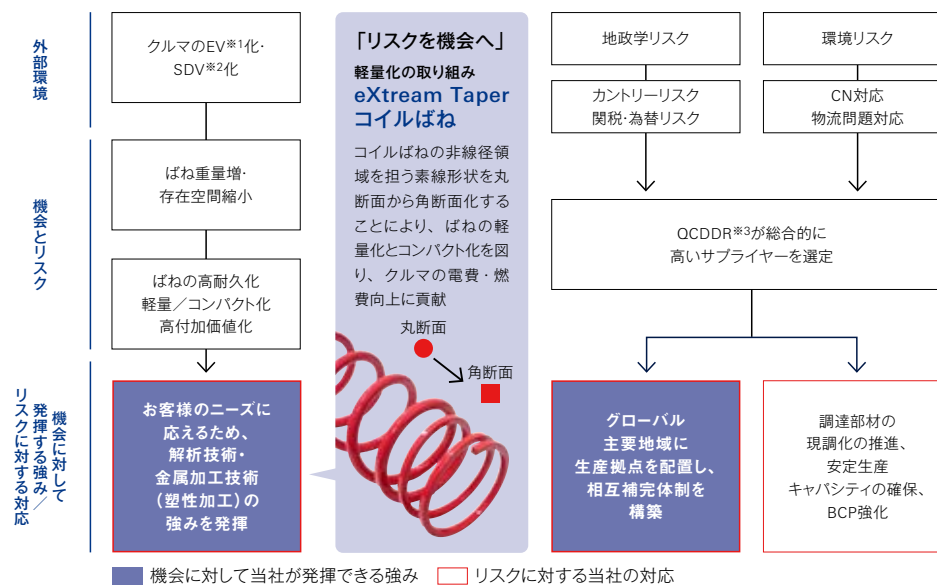 外部環境
クルマのEV※1化・
SDV※2化
機会とリスク
ばね重量増・
存在空間縮小
ばねの高耐久化
軽量／コンパクト化
高付加価値化
機会に対して
発揮する強み／
リスクに対する対応
お客様のニーズに
応えるため、
解析技術・
金属加工技術
（塑性加工）の
強みを発揮
「リスクを機会へ」
軽量化の取り組み
eXtream Taper
コイルばね
コイルばねの非線径領
域を担う素線形状を丸
断面から角断面化する
ことにより、ばねの軽
量化とコンパクト化を図
り、クルマの電費・燃
費向上に貢献
丸断面
角断面
地政学リスク
環境リスク
カントリーリスク
関税・為替リスク
CN対応
物流問題対応
QCDDR※3が総合的に
高いサプライヤーを選定
グローバル
主要地域に
生産拠点を配置し、
相互補完体制を
構築
調達部材の
現調化の推進、
安定生産
キャパシティの確保、
BCP強化
機会に対して当社が発揮できる強み
リスクに対する当社の対応